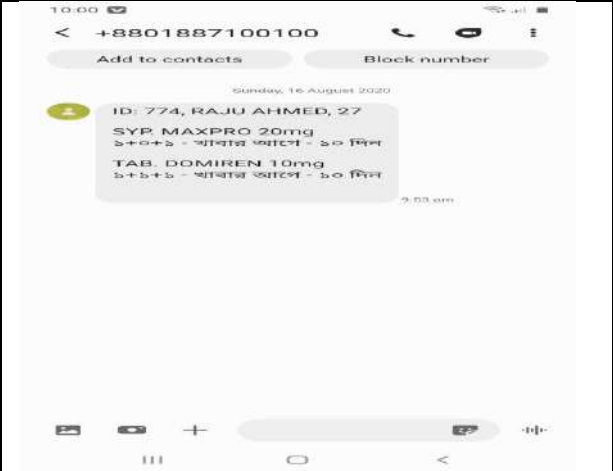 10:00
+8801887100100
Add to contacts
Block number
Sunday, 16 August 2020
ID: 774, RAJU AHMED, 27
SYP. MAXPRO 20mg
১+০+১ - খাবার আগে - ১০ দিন
TAB. DOMIREN 10mg
১+১+১ - খাবার আগে - ১০ দিন
9:53 am